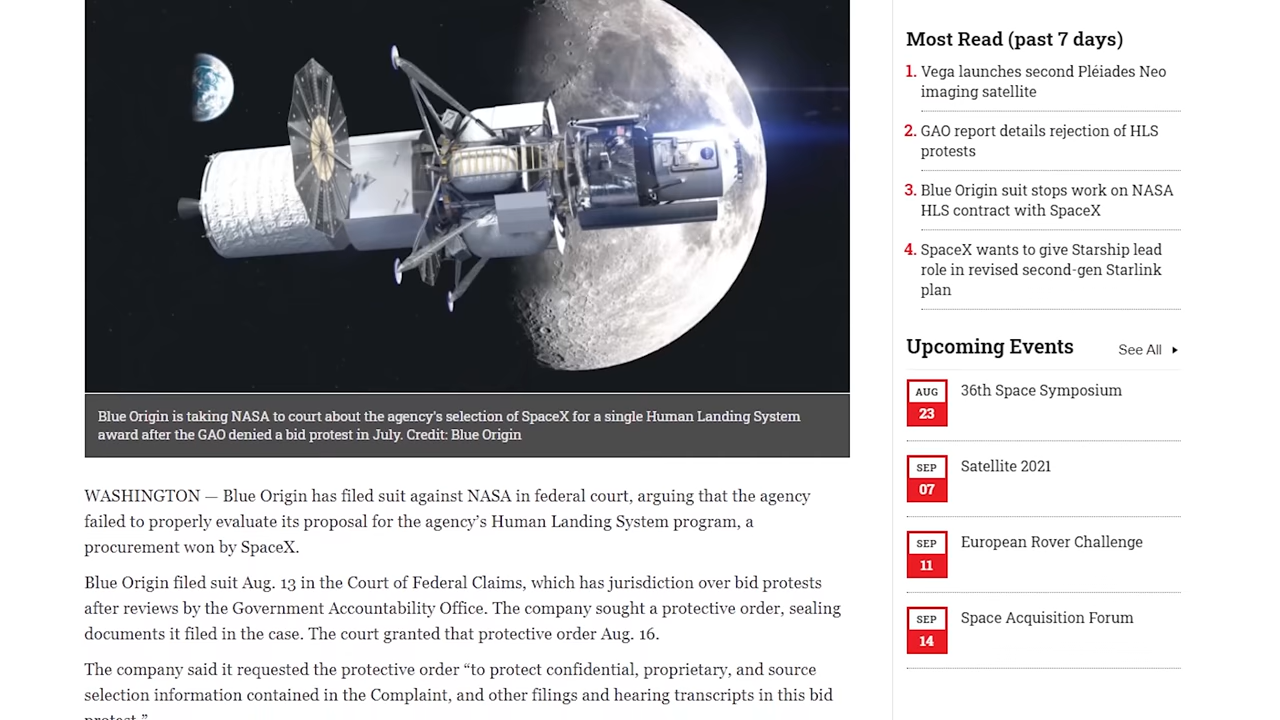 Blue Origin is taking NASA to court about the agency's selection of SpaceX for a single Human Landing System
award after the GAO denied a bid protest in July. Credit: Blue Origin
WASHINGTON — Blue Origin has filed suit against NASA in federal court, arguing that the agency
failed to properly evaluate its proposal for the agency’s Human Landing System program, a
procurement won by SpaceX.
Blue Origin filed suit Aug. 13 in the Court of Federal Claims, which has jurisdiction over bid protests
after reviews by the Government Accountability Office. The company sought a protective order, sealing
documents it filed in the case. The court granted that protective order Aug. 16.
The company said it requested the protective order “to protect confidential, proprietary, and source
selection information contained in the Complaint, and other filings and hearing transcripts in this bid
protest.”
Most Read (past 7 days)
1. Vega launches second Pléiades Neo
imaging satellite
2. GAO report details rejection of HLS
protests
3. Blue Origin suit stops work on NASA
HLS contract with SpaceX
4. SpaceX wants to give Starship lead
role in revised second-gen Starlink
plan
Upcoming Events See All
AUG
23
36th Space Symposium
SEP
07
Satellite 2021
SEP
11
European Rover Challenge
SEP
14
Space Acquisition Forum